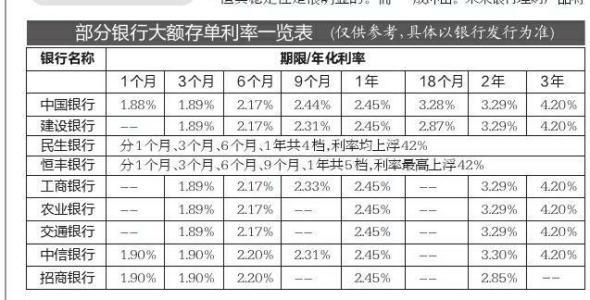 部分银行大额存单利率一览表 (仅供参考,具体以银行发行为准)
银行名称 期限/年化利率
1个月 3个月 6个月 9个月 1年 18个月 2年 3年
中国银行 1.88% 1.89% 2.17% 2.44% 2.45% 3.28% 3.29% 4.20%
建设银行 -- 1.89% 2.17% 2.31% 2.45% 2.87% 3.29% 4.20%
民生银行 分1个月、3个月、6个月、1年共4档,利率均上浮42%
恒丰银行 分1个月、3个月、6个月、9个月、1年共5档,利率最高上浮42%
工商银行 -- 1.89% 2.17% 2.33% 2.45% -- 3.29% 4.20%
农业银行 -- 1.89% 2.17% -- 2.45% -- 3.29% 4.20%
交通银行 -- 1.89% 2.17% -- 2.45% -- 3.29% 4.20%
中信银行 1.90% 1.90% 2.20% 2.31% 2.45% -- 3.30% 4.20%
招商银行 1.90% 1.90% 2.20% -- 2.45% -- 2.85% --